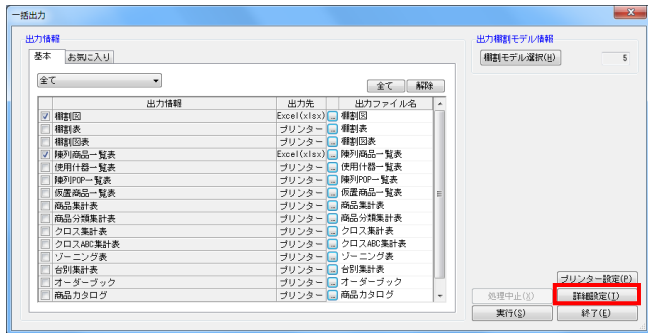 一括出力
出力情報
出力棚割モデル情報
基本 お気に入り
棚割モデル選択(H) 5
全て
全て 解除
出力情報 出力先 出力ファイル名
棚割図 Excel(xlsx) 棚割図
棚割表 プリンター 棚割表
棚割図表 プリンター 棚割図表
陳列商品一覧表 Excel(xlsx) 陳列商品一覧表
使用什器一覧表 プリンター 使用什器一覧表
陳列POP一覧表 プリンター 陳列POP一覧表
仮置商品一覧表 プリンター 仮置商品一覧表
商品集計表 プリンター 商品集計表
商品分類集計表 プリンター 商品分類集計表
クロス集計表 プリンター クロス集計表
クロスABC集計表 プリンター クロスABC集計表
ゾーニング表 プリンター ゾーニング表
台別集計表 プリンター 台別集計表
オーダーブック プリンター オーダーブック
商品カタログ プリンター 商品カタログ
プリンター設定(P)
処理中止(X) 詳細設定(T)
実行(S) 終了(E)